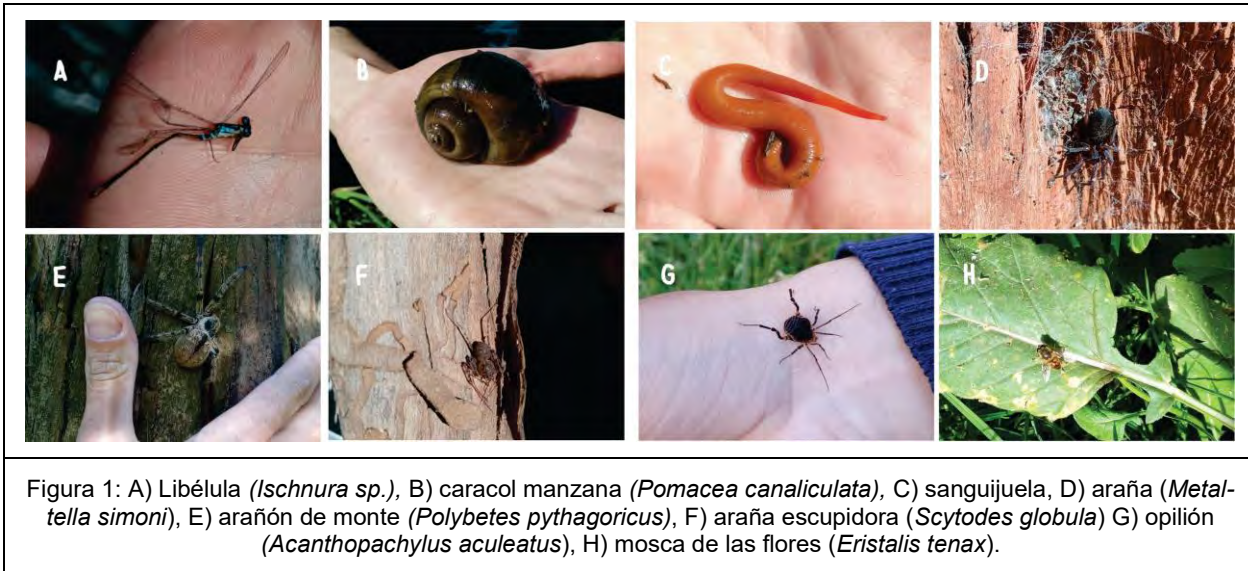 A
B
C
D
E
F
G
H
Figura 1: A) Libélula (Ischnura sp.), B) caracol manzana (Pomacea canaliculata), C) sanguijuela, D) araña (Metal-
tella simoni), E) arañón de monte (Polybetes pythagoricus), F) araña escupidora (Scytodes globula) G) opilión
(Acanthopachylus aculeatus), H) mosca de las flores (Eristalis tenax).